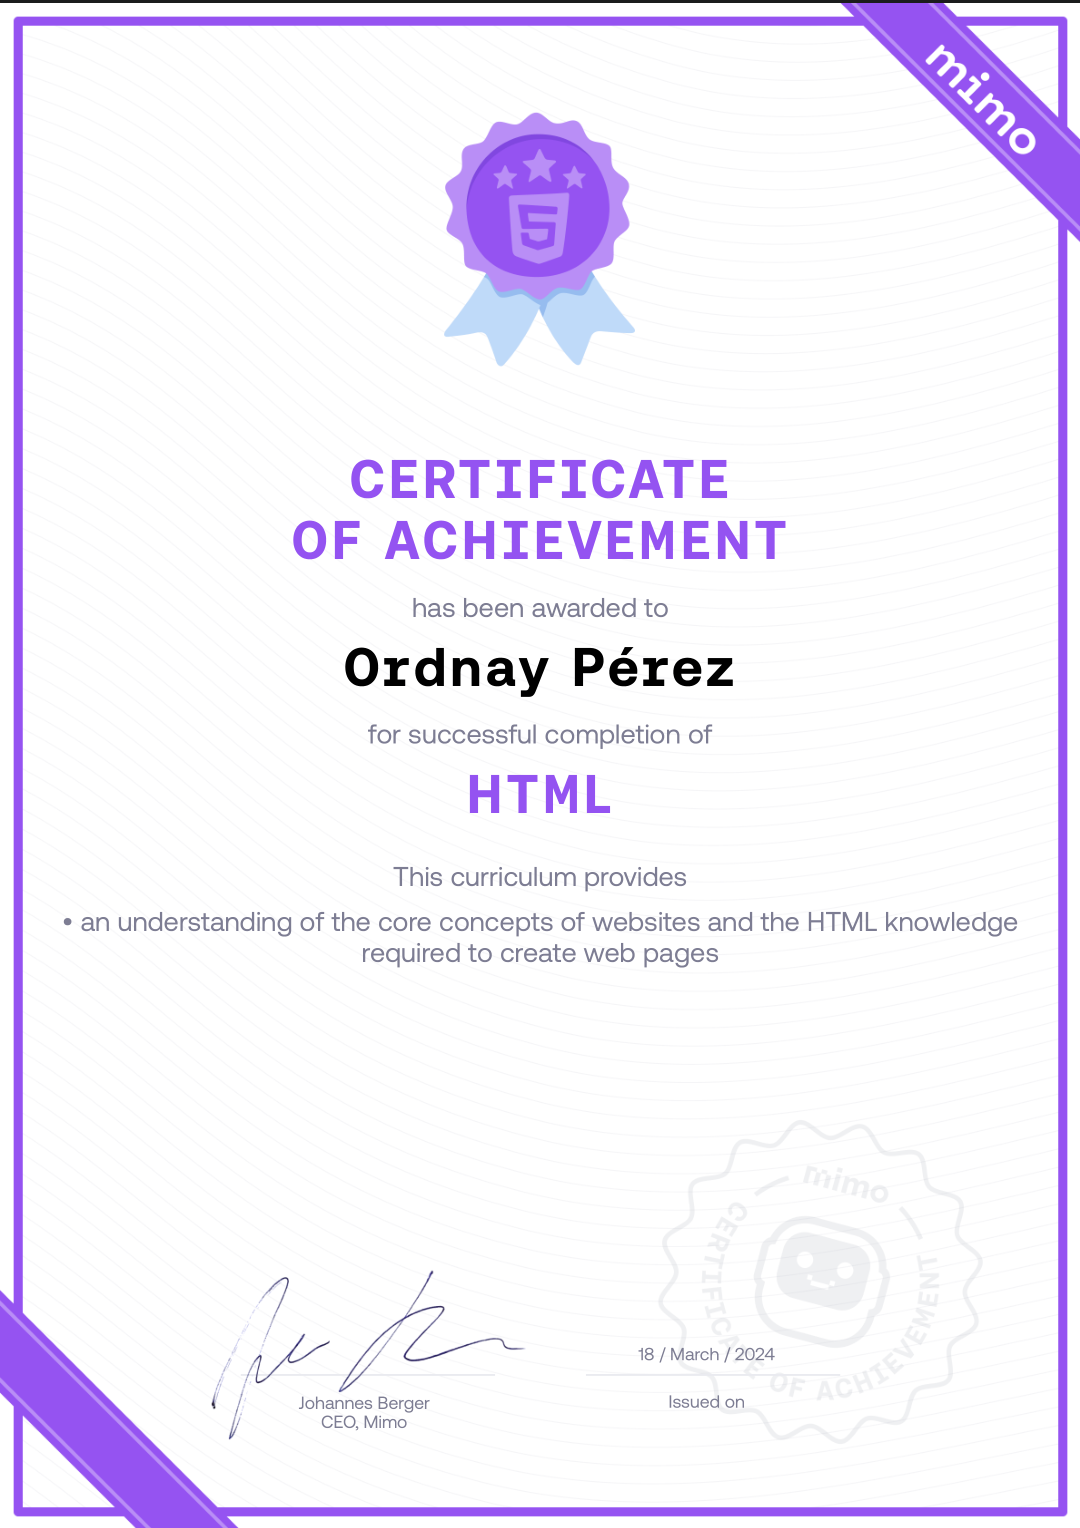 mimo
CERTIFICATE
OF ACHIEVEMENT
has been awarded to
Ordnay Pérez
for successful completion of
HTML
This curriculum provides
• an understanding of the core concepts of websites and the HTML knowledge
required to create web pages
mimo
CERTIFICATE OF ACHIEVEMENT
18 / March / 2024
Johannes Berger
CEO, Mimo
Issued on